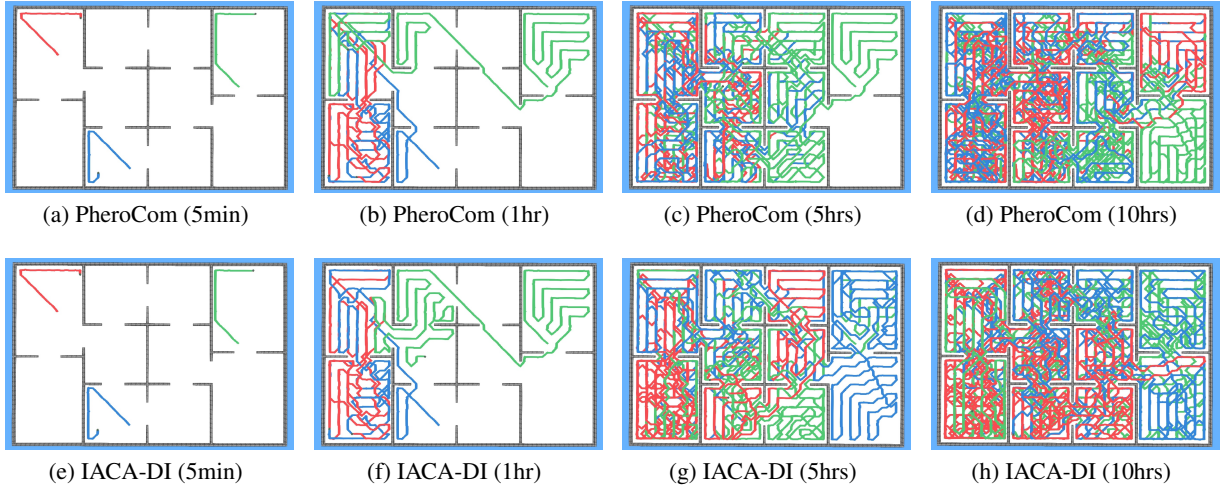 (a) PheroCom (5min)
(b) PheroCom (1hr)
(c) PheroCom (5hrs)
(d) PheroCom (10hrs)
(e) IACA-DI (5min)
(f) IACA-DI (1hr)
(g) IACA-DI (5hrs)
(h) IACA-DI (10hrs)